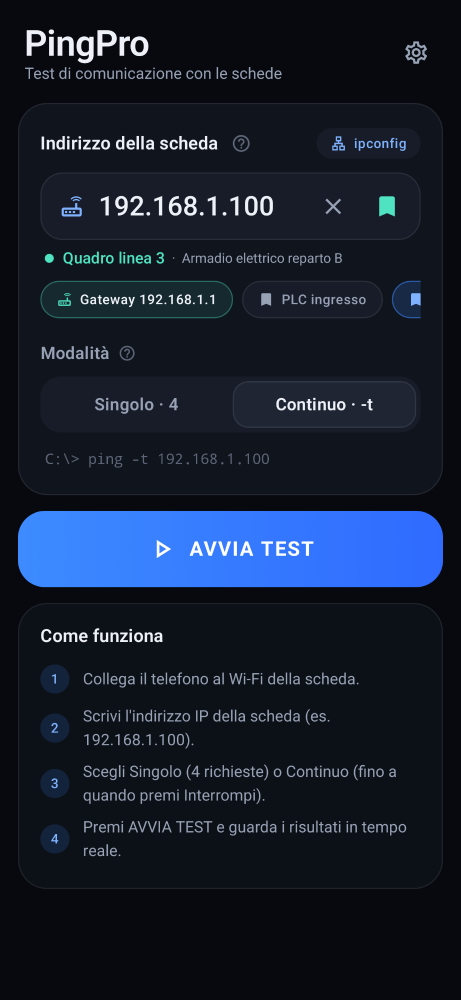 PingPro
Test di comunicazione con le schede
Indirizzo della scheda
ipconfig
192.168.1.100
Quadro linea 3 · Armadio elettrico reparto B
Gateway 192.168.1.1
PLC ingresso
Modalità
Singolo · 4
Continuo · -t
C:\> ping -t 192.168.1.100
AVVIA TEST
Come funziona
1 Collega il telefono al Wi-Fi della scheda.
2 Scrivi l'indirizzo IP della scheda (es.
192.168.1.100).
3 Scegli Singolo (4 richieste) o Continuo (fino a
quando premi Interrompi).
4 Premi AVVIA TEST e guarda i risultati in tempo
reale.